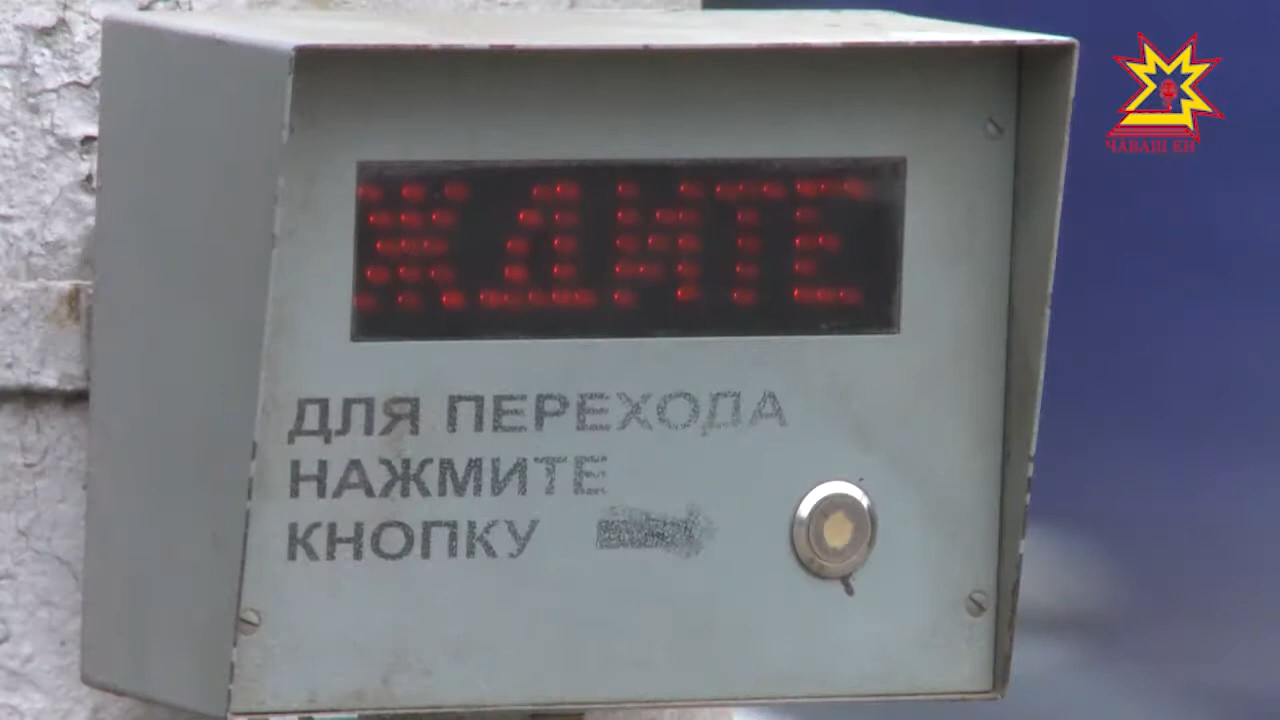 ЖДИТЕ
ДЛЯ ПЕРЕХОДА
НАЖМИТЕ
КНОПКУ
ЧАВАШ ЕН